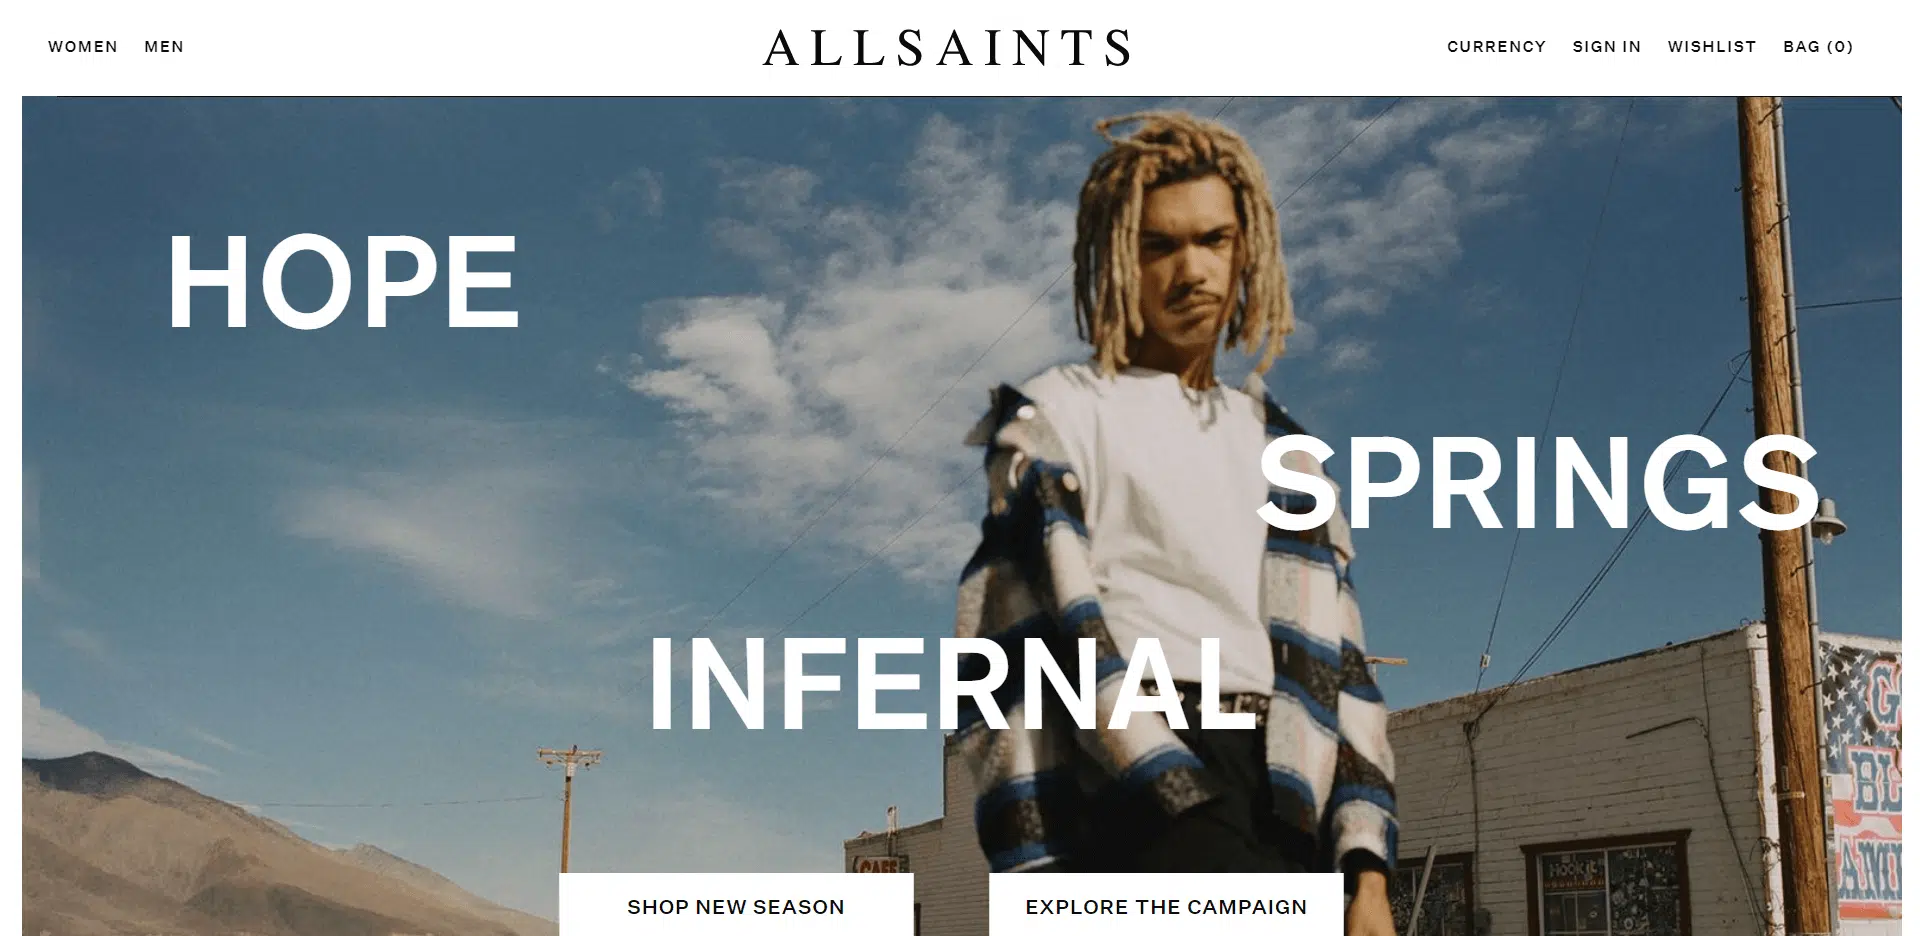 WOMEN MEN
ALLSAINTS
CURRENCY SIGN IN WISHLIST BAG (0)
HOPE
SPRINGS
INFERNAL
CAFE
BL
SHOP NEW SEASON
EXPLORE THE CAMPAIGN